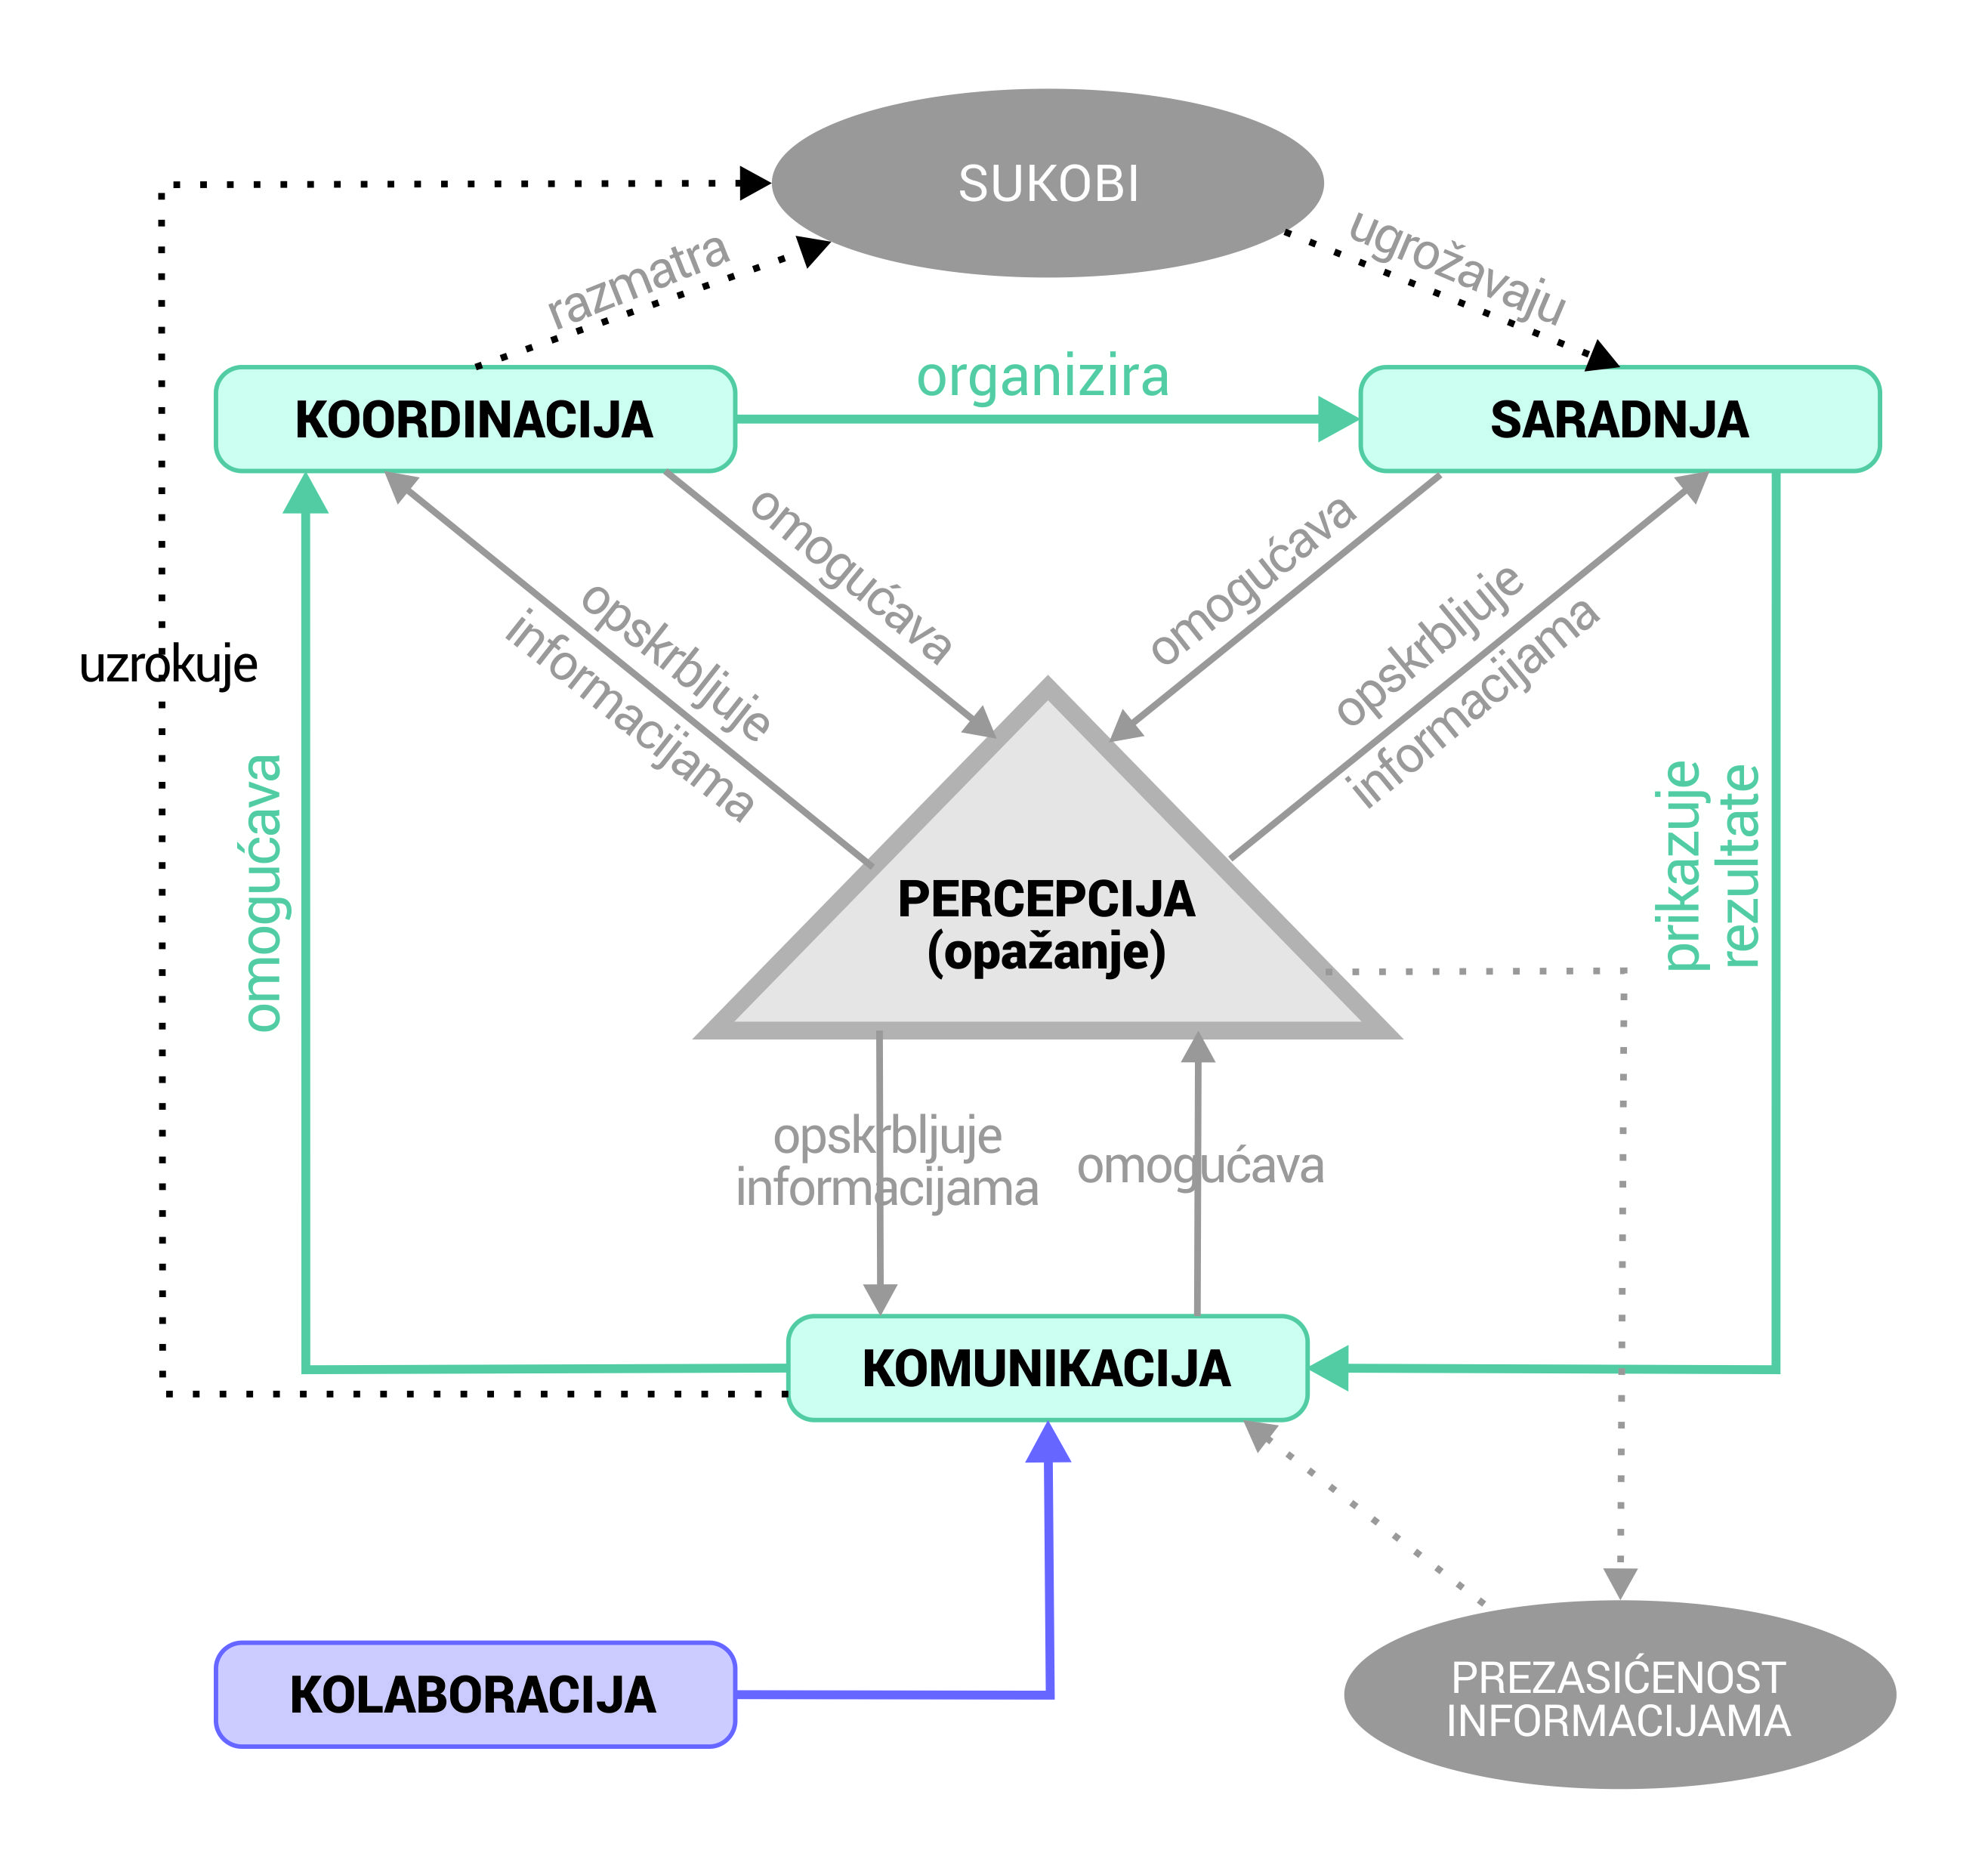 SUKOBI
razmatra
ugrožavaju
organizira
KOORDINACIJA
SARADNJA
omogućava
omogućava
opskrbljuje
informacijama
opskrbljuje
informacijama
uzrokuje
omogućava
prikazuje
rezultate
PERCEPCIJA
(opažanje)
opskrbljuje
informacijama
omogućava
KOMUNIKACIJA
KOLABORACIJA
PREZASIĆENOST
INFORMACIJAMA